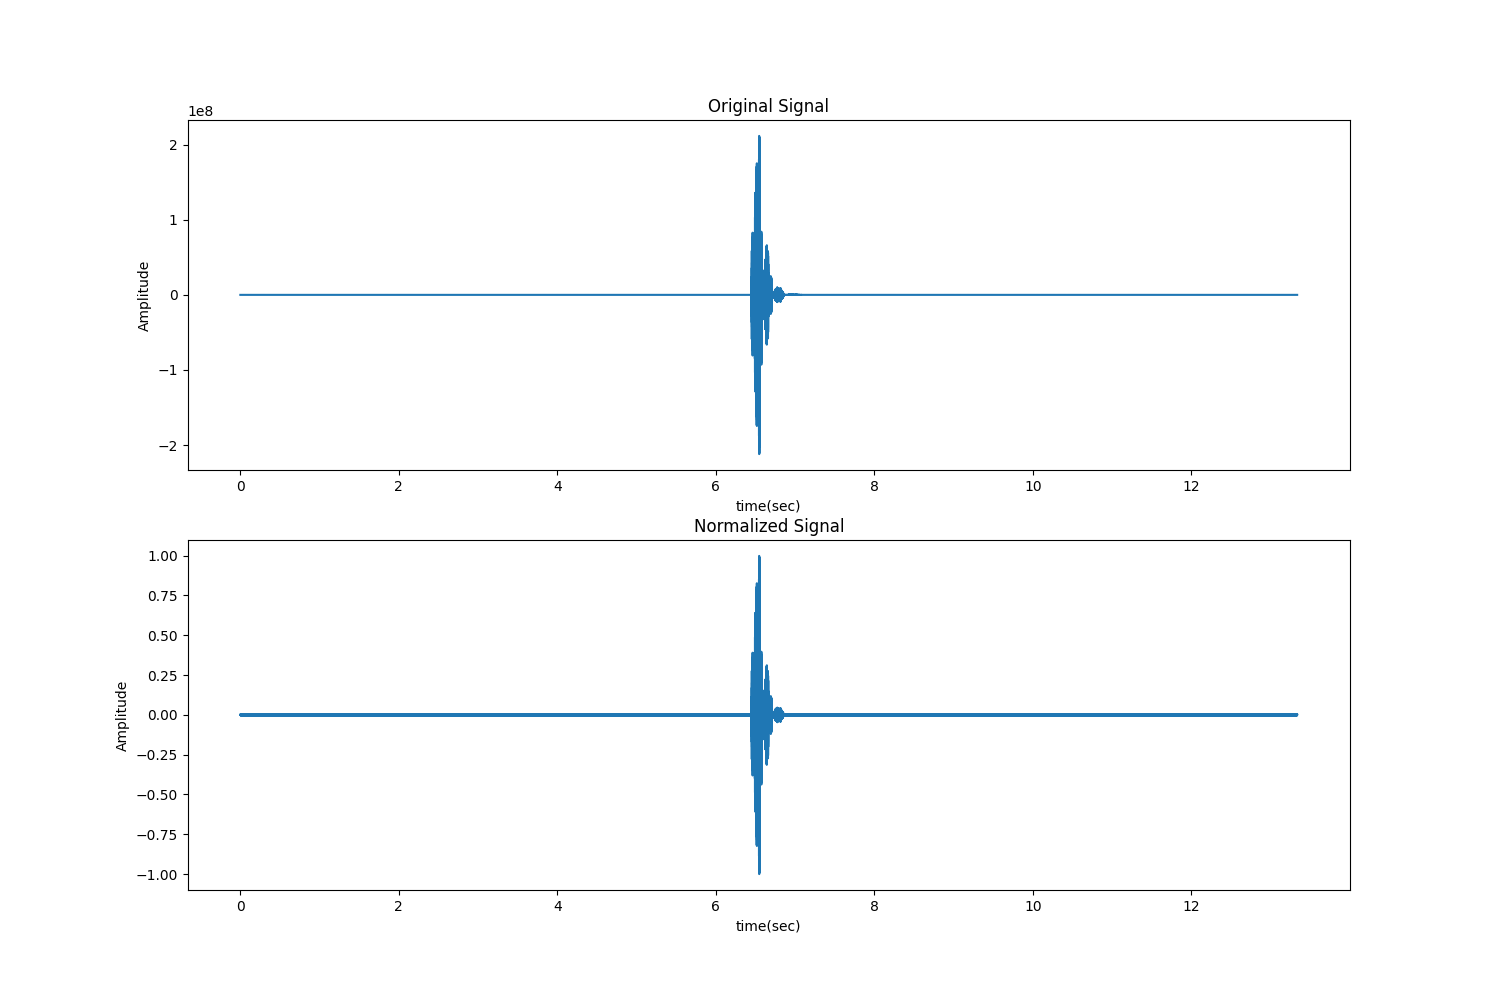 Original Signal
1e8
2
1
0
−1
−2
Amplitude
0 2 4 6 8 10 12
time(sec)
Normalized Signal
1.00
0.75
0.50
0.25
0.00
−0.25
−0.50
−0.75
−1.00
Amplitude
0 2 4 6 8 10 12
time(sec)